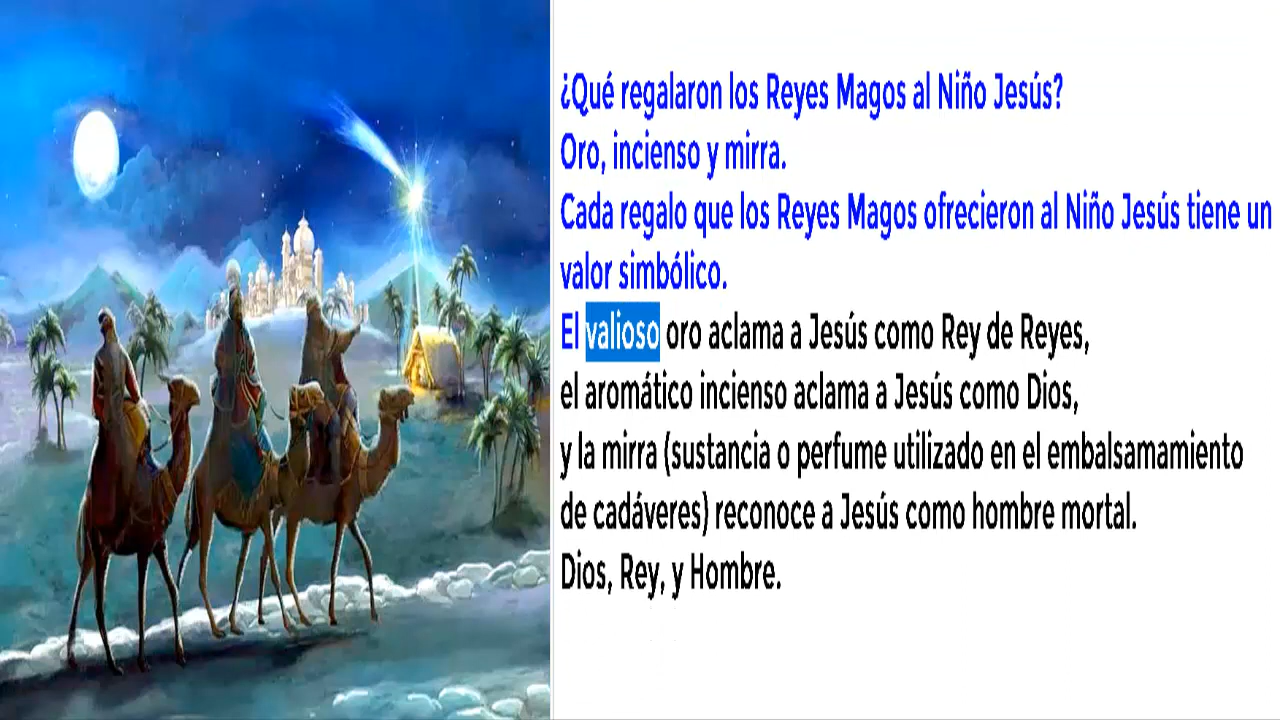 ¿Qué regalaron los Reyes Magos al Niño Jesús?
Oro, incienso y mirra.
Cada regalo que los Reyes Magos ofrecieron al Niño Jesús tiene un
valor simbólico.
El valioso oro aclama a Jesús como Rey de Reyes,
el aromático incienso aclama a Jesús como Dios,
y la mirra (sustancia o perfume utilizado en el embalsamamiento
de cadáveres) reconoce a Jesús como hombre mortal.
Dios, Rey, y Hombre.